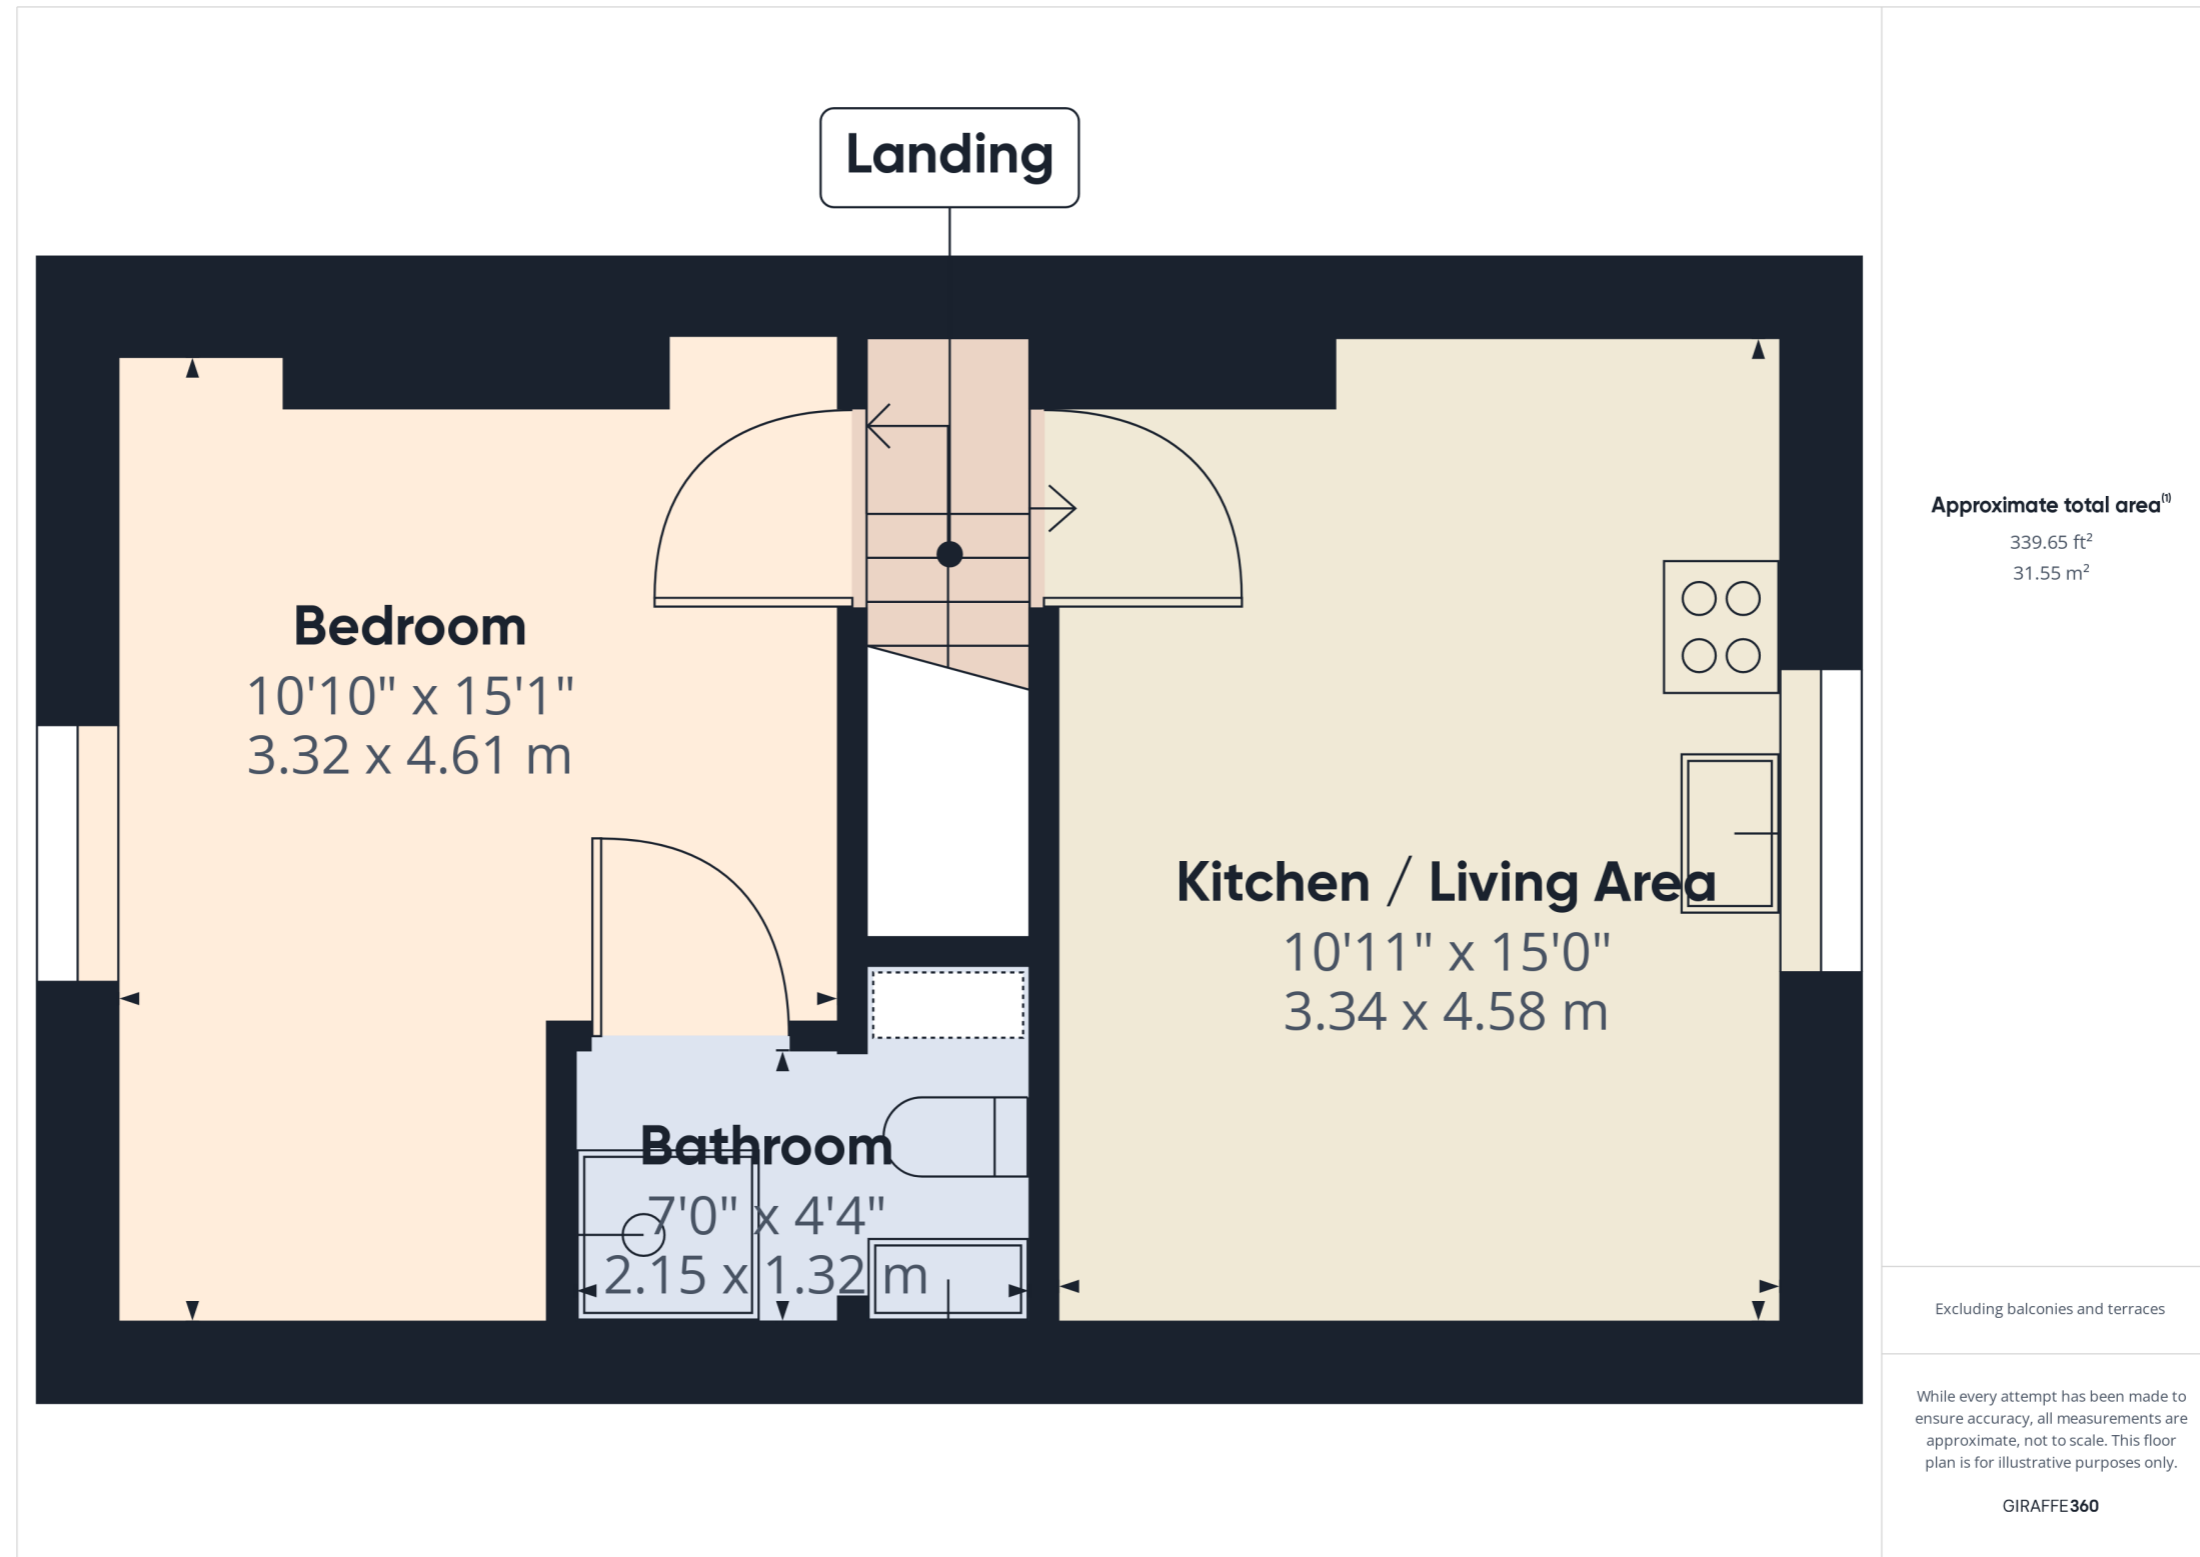 Landing
Bedroom
10'10" x 15'1"
3.32 x 4.61 m
Kitchen / Living Area
10'11" x 15'0"
3.34 x 4.58 m
Bathroom
7'0" x 4'4"
2.15 x 1.32 m
Approximate total area⁽¹⁾
339.65 ft²
31.55 m²
Excluding balconies and terraces
While every attempt has been made to
ensure accuracy, all measurements are
approximate, not to scale. This floor
plan is for illustrative purposes only.
GIRAFFE360